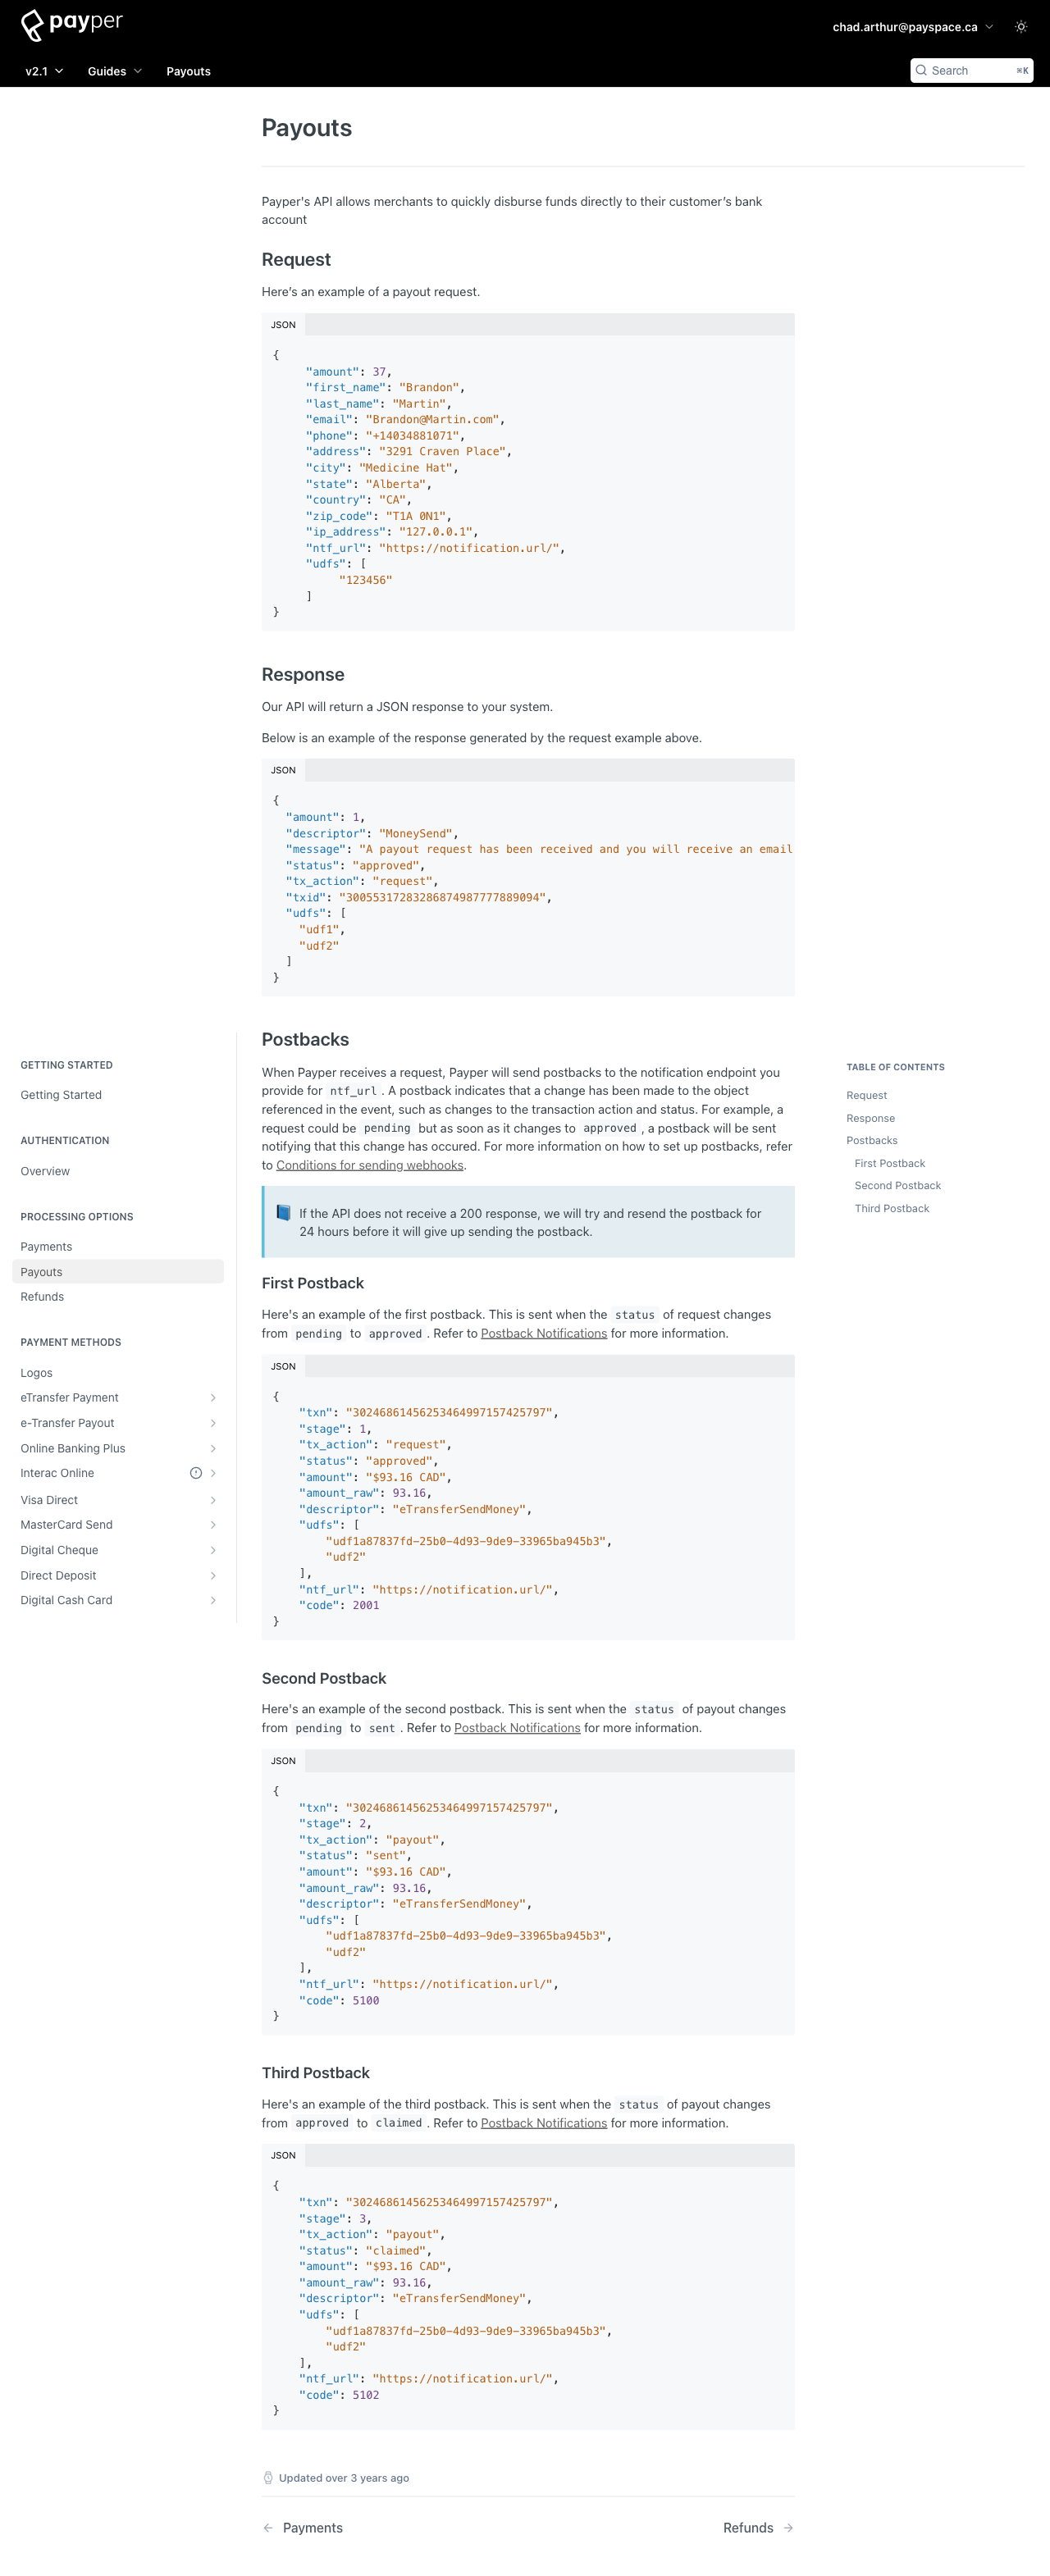 payper
chad.arthur@payspace.ca
v2.1
Guides
Payouts
Search
⌘K
Payouts
Payper's API allows merchants to quickly disburse funds directly to their customer's bank
account
Request
Here's an example of a payout request.
JSON
{
"amount": 37,
"first_name": "Brandon",
"last_name": "Martin",
"email": "Brandon@Martin.com",
"phone": "+14034881071",
"address": "3291 Craven Place",
"city": "Medicine Hat",
"state": "Alberta",
"country": "CA",
"zip_code": "T1A 0N1",
"ip_address": "127.0.0.1",
"ntf_url": "https://notification.url/",
"udfs": [
"123456"
]
}
Response
Our API will return a JSON response to your system.
Below is an example of the response generated by the request example above.
JSON
{
"amount": 1,
"descriptor": "MoneySend",
"message": "A payout request has been received and you will receive an email
"status": "approved",
"tx_action": "request",
"txid": "30055317283286874987777889094",
"udfs": [
"udf1",
"udf2"
]
}
GETTING STARTED
Getting Started
AUTHENTICATION
Overview
PROCESSING OPTIONS
Payments
Payouts
Refunds
PAYMENT METHODS
Logos
eTransfer Payment
e-Transfer Payout
Online Banking Plus
Interac Online
Visa Direct
MasterCard Send
Digital Cheque
Direct Deposit
Digital Cash Card
Postbacks
When Payper receives a request, Payper will send postbacks to the notification endpoint you
provide for ntf_url. A postback indicates that a change has been made to the object
referenced in the event, such as changes to the transaction action and status. For example, a
request could be pending but as soon as it changes to approved, a postback will be sent
notifying that this change has occured. For more information on how to set up postbacks, refer
to Conditions for sending webhooks.
If the API does not receive a 200 response, we will try and resend the postback for
24 hours before it will give up sending the postback.
First Postback
Here's an example of the first postback. This is sent when the status of request changes
from pending to approved. Refer to Postback Notifications for more information.
JSON
{
"txn": "30246861456253464997157425797",
"stage": 1,
"tx_action": "request",
"status": "approved",
"amount": "$93.16 CAD",
"amount_raw": 93.16,
"descriptor": "eTransferSendMoney",
"udfs": [
"udf1a87837fd-25b0-4d93-9de9-33965ba945b3",
"udf2"
],
"ntf_url": "https://notification.url/",
"code": 2001
}
Second Postback
Here's an example of the second postback. This is sent when the status of payout changes
from pending to sent. Refer to Postback Notifications for more information.
JSON
{
"txn": "30246861456253464997157425797",
"stage": 2,
"tx_action": "payout",
"status": "sent",
"amount": "$93.16 CAD",
"amount_raw": 93.16,
"descriptor": "eTransferSendMoney",
"udfs": [
"udf1a87837fd-25b0-4d93-9de9-33965ba945b3",
"udf2"
],
"ntf_url": "https://notification.url/",
"code": 5100
}
Third Postback
Here's an example of the third postback. This is sent when the status of payout changes
from approved to claimed. Refer to Postback Notifications for more information.
JSON
{
"txn": "30246861456253464997157425797",
"stage": 3,
"tx_action": "payout",
"status": "claimed",
"amount": "$93.16 CAD",
"amount_raw": 93.16,
"descriptor": "eTransferSendMoney",
"udfs": [
"udf1a87837fd-25b0-4d93-9de9-33965ba945b3",
"udf2"
],
"ntf_url": "https://notification.url/",
"code": 5102
}
Updated over 3 years ago
← Payments
Refunds →
TABLE OF CONTENTS
Request
Response
Postbacks
First Postback
Second Postback
Third Postback